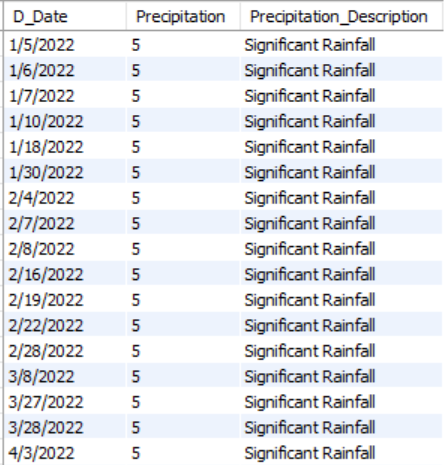 D_Date Precipitation Precipitation_Description
1/5/2022 5 Significant Rainfall
1/6/2022 5 Significant Rainfall
1/7/2022 5 Significant Rainfall
1/10/2022 5 Significant Rainfall
1/18/2022 5 Significant Rainfall
1/30/2022 5 Significant Rainfall
2/4/2022 5 Significant Rainfall
2/7/2022 5 Significant Rainfall
2/8/2022 5 Significant Rainfall
2/16/2022 5 Significant Rainfall
2/19/2022 5 Significant Rainfall
2/22/2022 5 Significant Rainfall
2/28/2022 5 Significant Rainfall
3/8/2022 5 Significant Rainfall
3/27/2022 5 Significant Rainfall
3/28/2022 5 Significant Rainfall
4/3/2022 5 Significant Rainfall